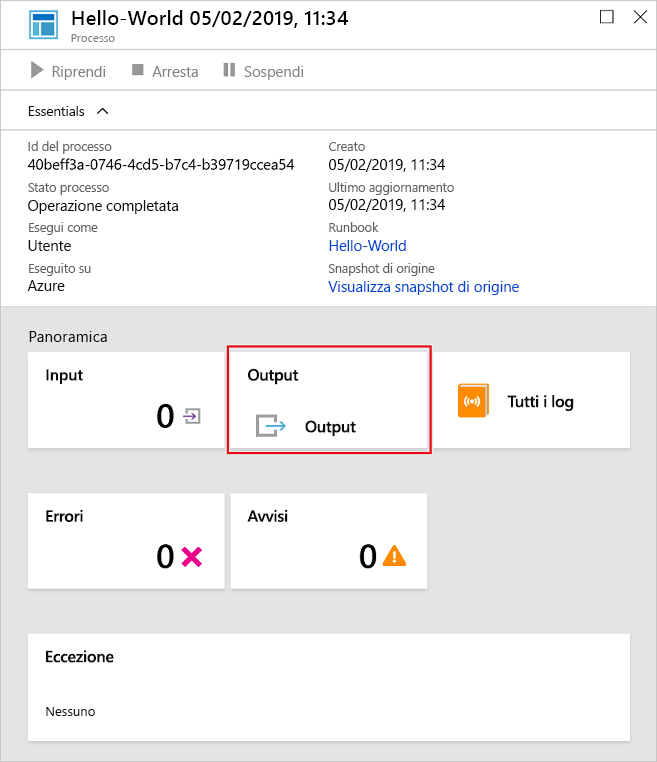 Hello-World 05/02/2019, 11:34
Processo
Riprendi Arresta Sospendi
Essentials
Id del processo
40beff3a-0746-4cd5-b7c4-b39719ccea54
Stato processo
Operazione completata
Esegui come
Utente
Eseguito su
Azure
Creato
05/02/2019, 11:34
Ultimo aggiornamento
05/02/2019, 11:34
Runbook
Hello-World
Snapshot di origine
Visualizza snapshot di origine
Panoramica
Input
0
Output
Output
Tutti i log
Errori
0
Avvisi
0
Eccezione
Nessuno